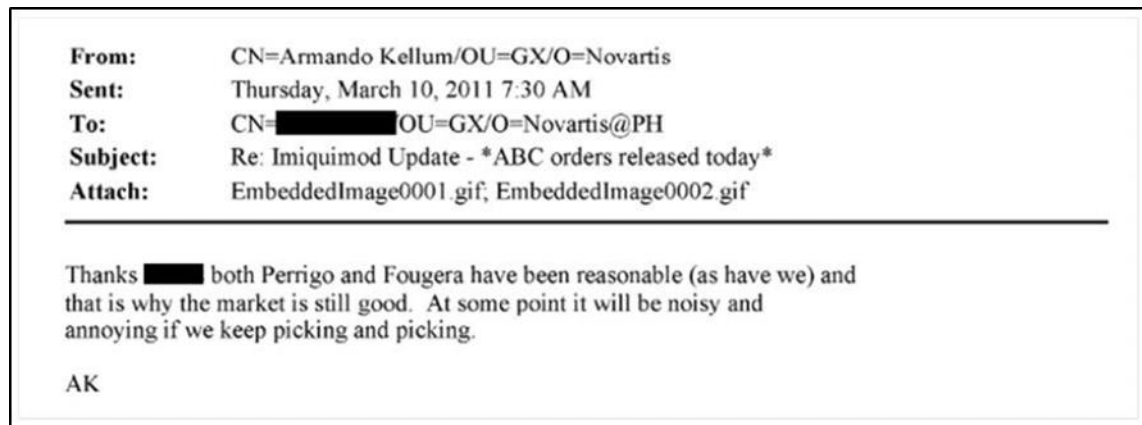 From: CN=Armando Kellum/OU=GX/O=Novartis
Sent: Thursday, March 10, 2011 7:30 AM
To: CN= /OU=GX/O=Novartis@PH
Subject: Re: Imiquimod Update - *ABC orders released today*
Attach: EmbeddedImage0001.gif; EmbeddedImage0002.gif
Thanks both Perrigo and Fougera have been reasonable (as have we) and
that is why the market is still good. At some point it will be noisy and
annoying if we keep picking and picking.
AK